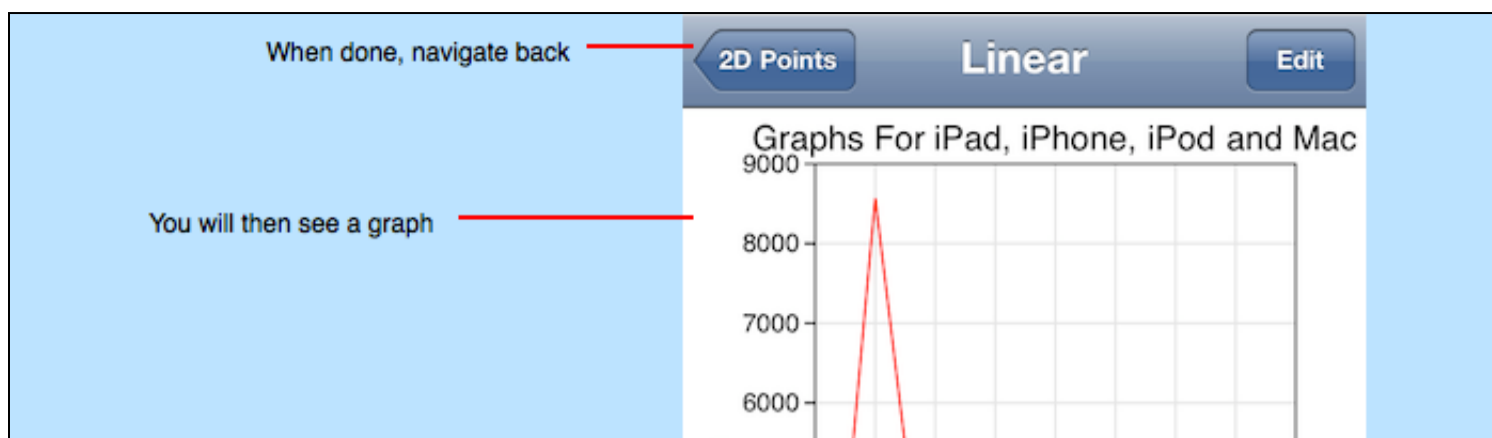 When done, navigate back
2D Points
Linear
Edit
Graphs For iPad, iPhone, iPod and Mac
9000
You will then see a graph
8000
7000
6000